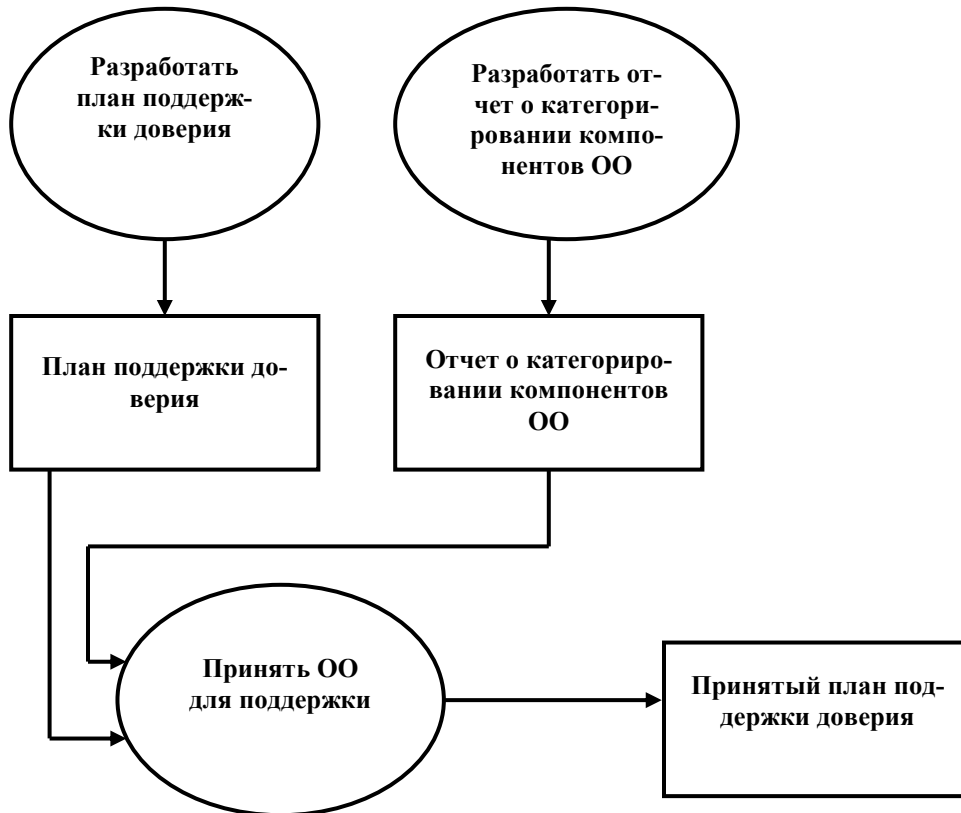 Разработать
план поддерж-
ки доверия
Разработать от-
чет о категори-
ровании компо-
нентов ОО
План поддержки до-
верия
Отчет о категориро-
вании компонентов
ОО
Принять ОО
для поддержки
Принятый план под-
держки доверия